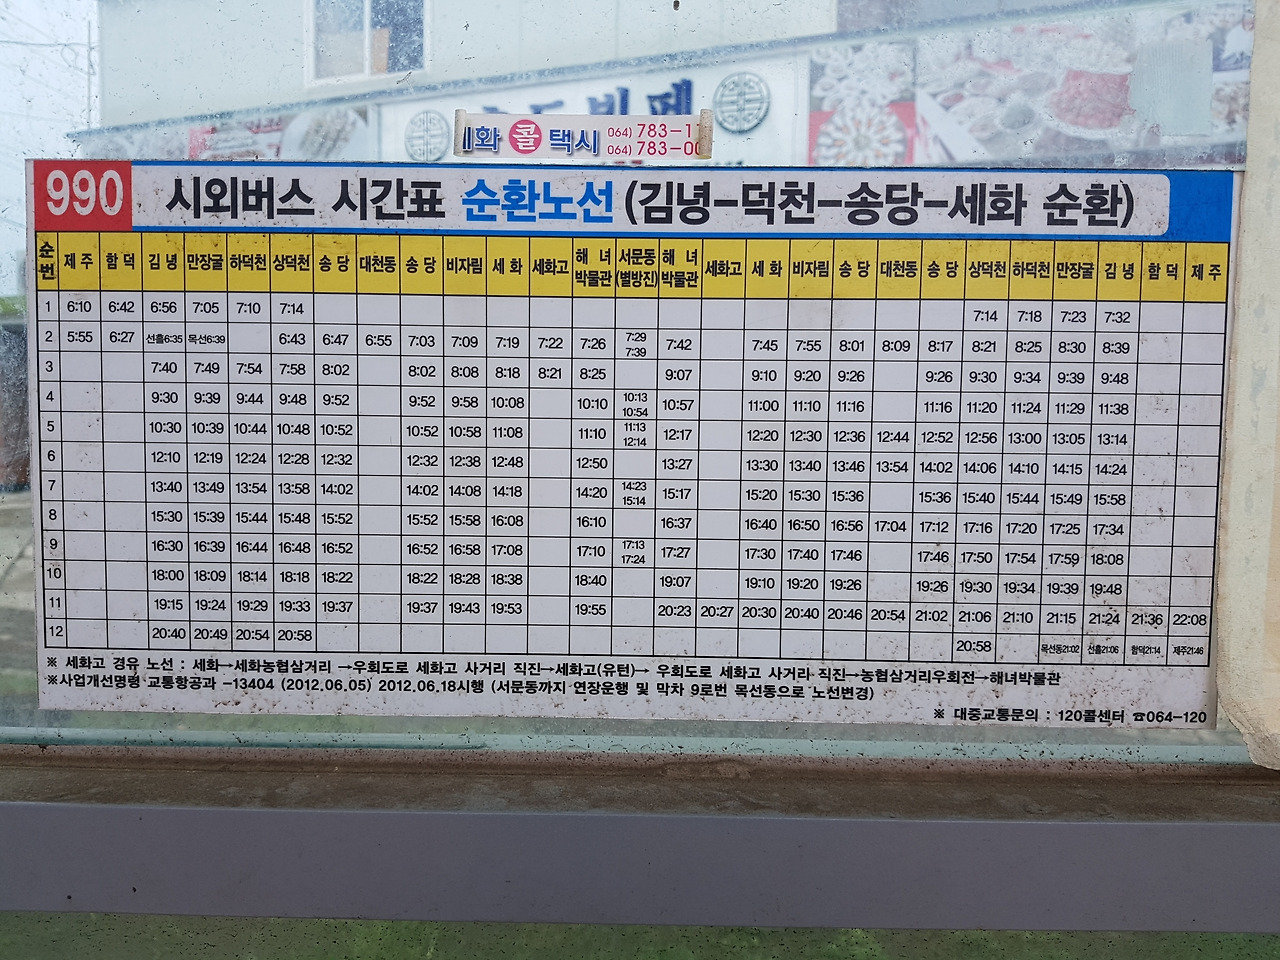 콜 택시 064) 783-1
064) 783-0
990 시외버스 시간표 순환노선 (김녕-덕천-송당-세화 순환)
순번 제주 함덕 김녕 만장굴 하덕천 상덕천 송당 대천동 송당 비자림 세화 세화고 해녀박물관 서문동(별방진) 해녀박물관 세화고 세화 비자림 송당 대천동 송당 상덕천 하덕천 만장굴 김녕 함덕 제주
1 6:10 6:42 6:56 7:05 7:10 7:14 7:14 7:18 7:23 7:32
2 5:55 6:27 선흘6:35 목선6:39 6:43 6:47 6:55 7:03 7:09 7:19 7:22 7:26 7:29 7:39 7:42 7:45 7:55 8:01 8:09 8:17 8:21 8:25 8:30 8:39
3 7:40 7:49 7:54 7:58 8:02 8:02 8:08 8:18 8:21 8:25 9:07 9:10 9:20 9:26 9:26 9:30 9:34 9:39 9:48
4 9:30 9:39 9:44 9:48 9:52 9:52 9:58 10:08 10:10 10:13 10:54 10:57 11:00 11:10 11:16 11:16 11:20 11:24 11:29 11:38
5 10:30 10:39 10:44 10:48 10:52 10:52 10:58 11:08 11:10 11:13 12:14 12:17 12:20 12:30 12:36 12:44 12:52 12:56 13:00 13:05 13:14
6 12:10 12:19 12:24 12:28 12:32 12:32 12:38 12:48 12:50 13:27 13:30 13:40 13:46 13:54 14:02 14:06 14:10 14:15 14:24
7 13:40 13:49 13:54 13:58 14:02 14:02 14:08 14:18 14:20 14:23 15:14 15:17 15:20 15:30 15:36 15:36 15:40 15:44 15:49 15:58
8 15:30 15:39 15:44 15:48 15:52 15:52 15:58 16:08 16:10 16:37 16:40 16:50 16:56 17:04 17:12 17:16 17:20 17:25 17:34
9 16:30 16:39 16:44 16:48 16:52 16:52 16:58 17:08 17:10 17:13 17:24 17:27 17:30 17:40 17:46 17:46 17:50 17:54 17:59 18:08
10 18:00 18:09 18:14 18:18 18:22 18:22 18:28 18:38 18:40 19:07 19:10 19:20 19:26 19:26 19:30 19:34 19:39 19:48
11 19:15 19:24 19:29 19:33 19:37 19:37 19:43 19:53 19:55 20:23 20:27 20:30 20:40 20:46 20:54 21:02 21:06 21:10 21:15 21:24 21:36 22:08
12 20:40 20:49 20:54 20:58 20:58 목선동21:02 선흘21:06 함덕21:14 제주21:46
※ 세화고 경유 노선 : 세화→세화농협삼거리 →우회도로 세화고 사거리 직진→세화고(유턴)→ 우회도로 세화고 사거리 직진→농협삼거리우회전→해녀박물관
※사업개선명령 교통항공과 -13404 (2012.06.05) 2012.06.18시행 (서문동까지 연장운행 및 막차 9로번 목선동으로 노선변경)
※ 대중교통문의 : 120콜센터 ☎064-120